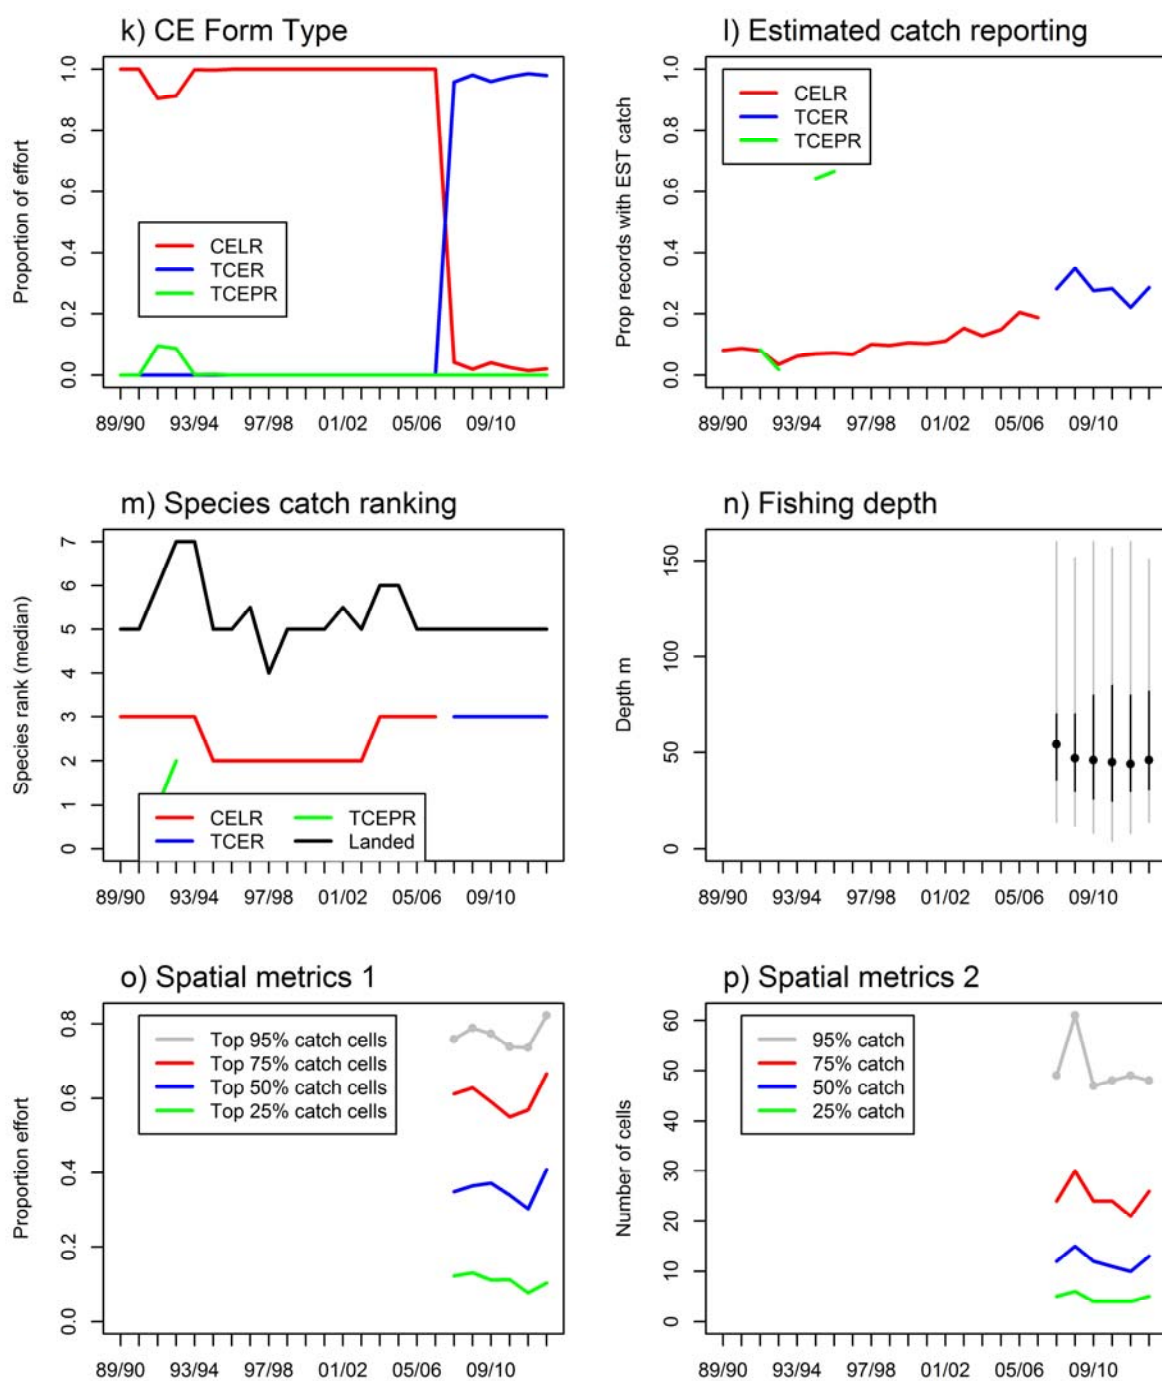 k) CE Form Type
Proportion of effort
1.0
0.8
0.6
0.4
0.2
0.0
CELR
TCER
TCEPR
89/90 93/94 97/98 01/02 05/06 09/10
l) Estimated catch reporting
Prop records with EST catch
1.0
0.8
0.6
0.4
0.2
0.0
CELR
TCER
TCEPR
89/90 93/94 97/98 01/02 05/06 09/10
m) Species catch ranking
Species rank (median)
7
6
5
4
3
2
1
0
CELR TCEPR
TCER Landed
89/90 93/94 97/98 01/02 05/06 09/10
n) Fishing depth
Depth m
150
100
50
0
89/90 93/94 97/98 01/02 05/06 09/10
o) Spatial metrics 1
Proportion effort
0.8
0.6
0.4
0.2
0.0
Top 95% catch cells
Top 75% catch cells
Top 50% catch cells
Top 25% catch cells
89/90 93/94 97/98 01/02 05/06 09/10
p) Spatial metrics 2
Number of cells
60
50
40
30
20
10
0
95% catch
75% catch
50% catch
25% catch
89/90 93/94 97/98 01/02 05/06 09/10